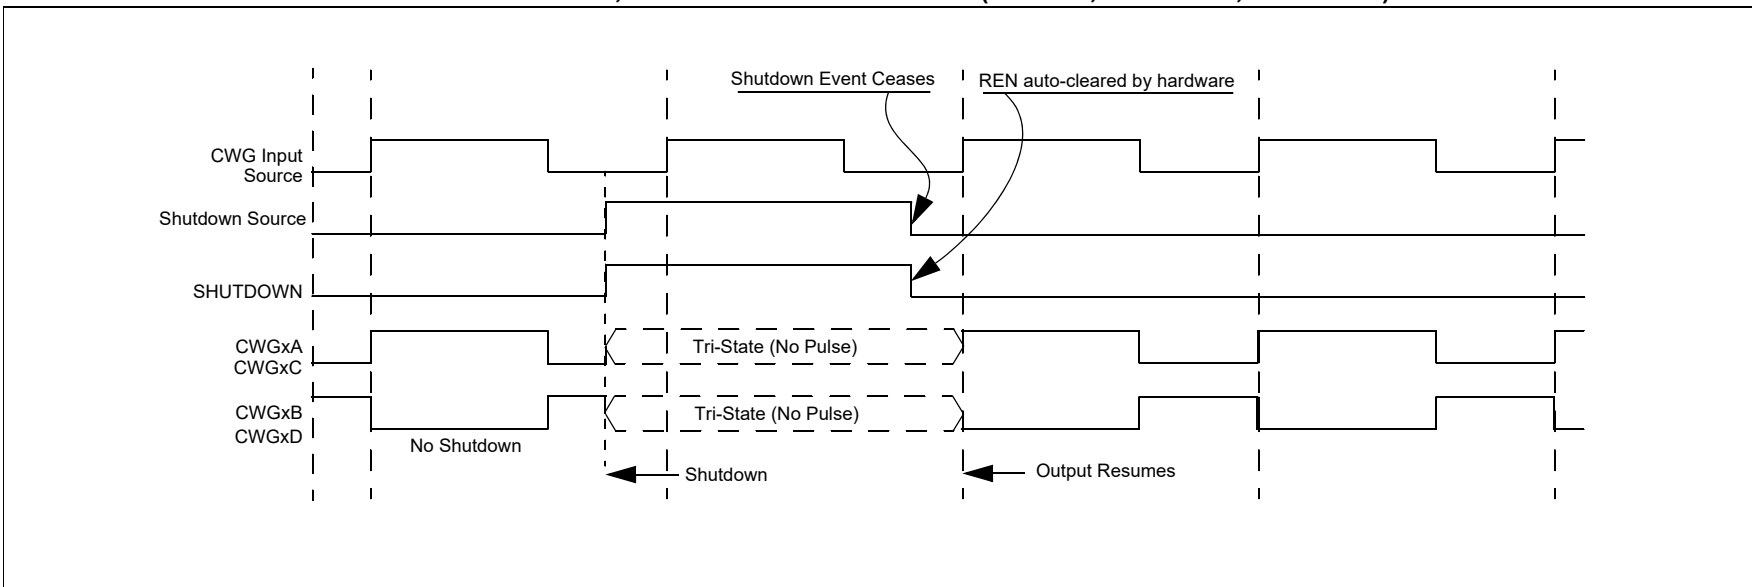 Shutdown Event Ceases
REN auto-cleared by hardware
CWG Input
Source
Shutdown Source
SHUTDOWN
CWGxA
CWGxC
Tri-State (No Pulse)
CWGxB
CWGxD
Tri-State (No Pulse)
No Shutdown
Shutdown
Output Resumes